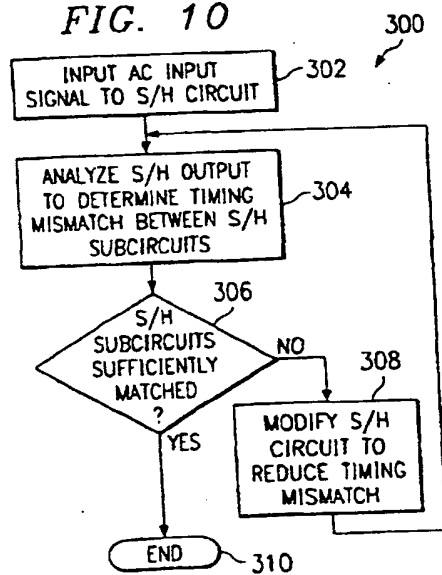 FIG. 10
300
INPUT AC INPUT
SIGNAL TO S/H CIRCUIT
302
ANALYZE S/H OUTPUT
TO DETERMINE TIMING
MISMATCH BETWEEN S/H
SUBCIRCUITS
304
306
S/H
SUBCIRCUITS
SUFFICIENTLY
MATCHED
?
NO
YES
308
MODIFY S/H
CIRCUIT TO
REDUCE TIMING
MISMATCH
END
310